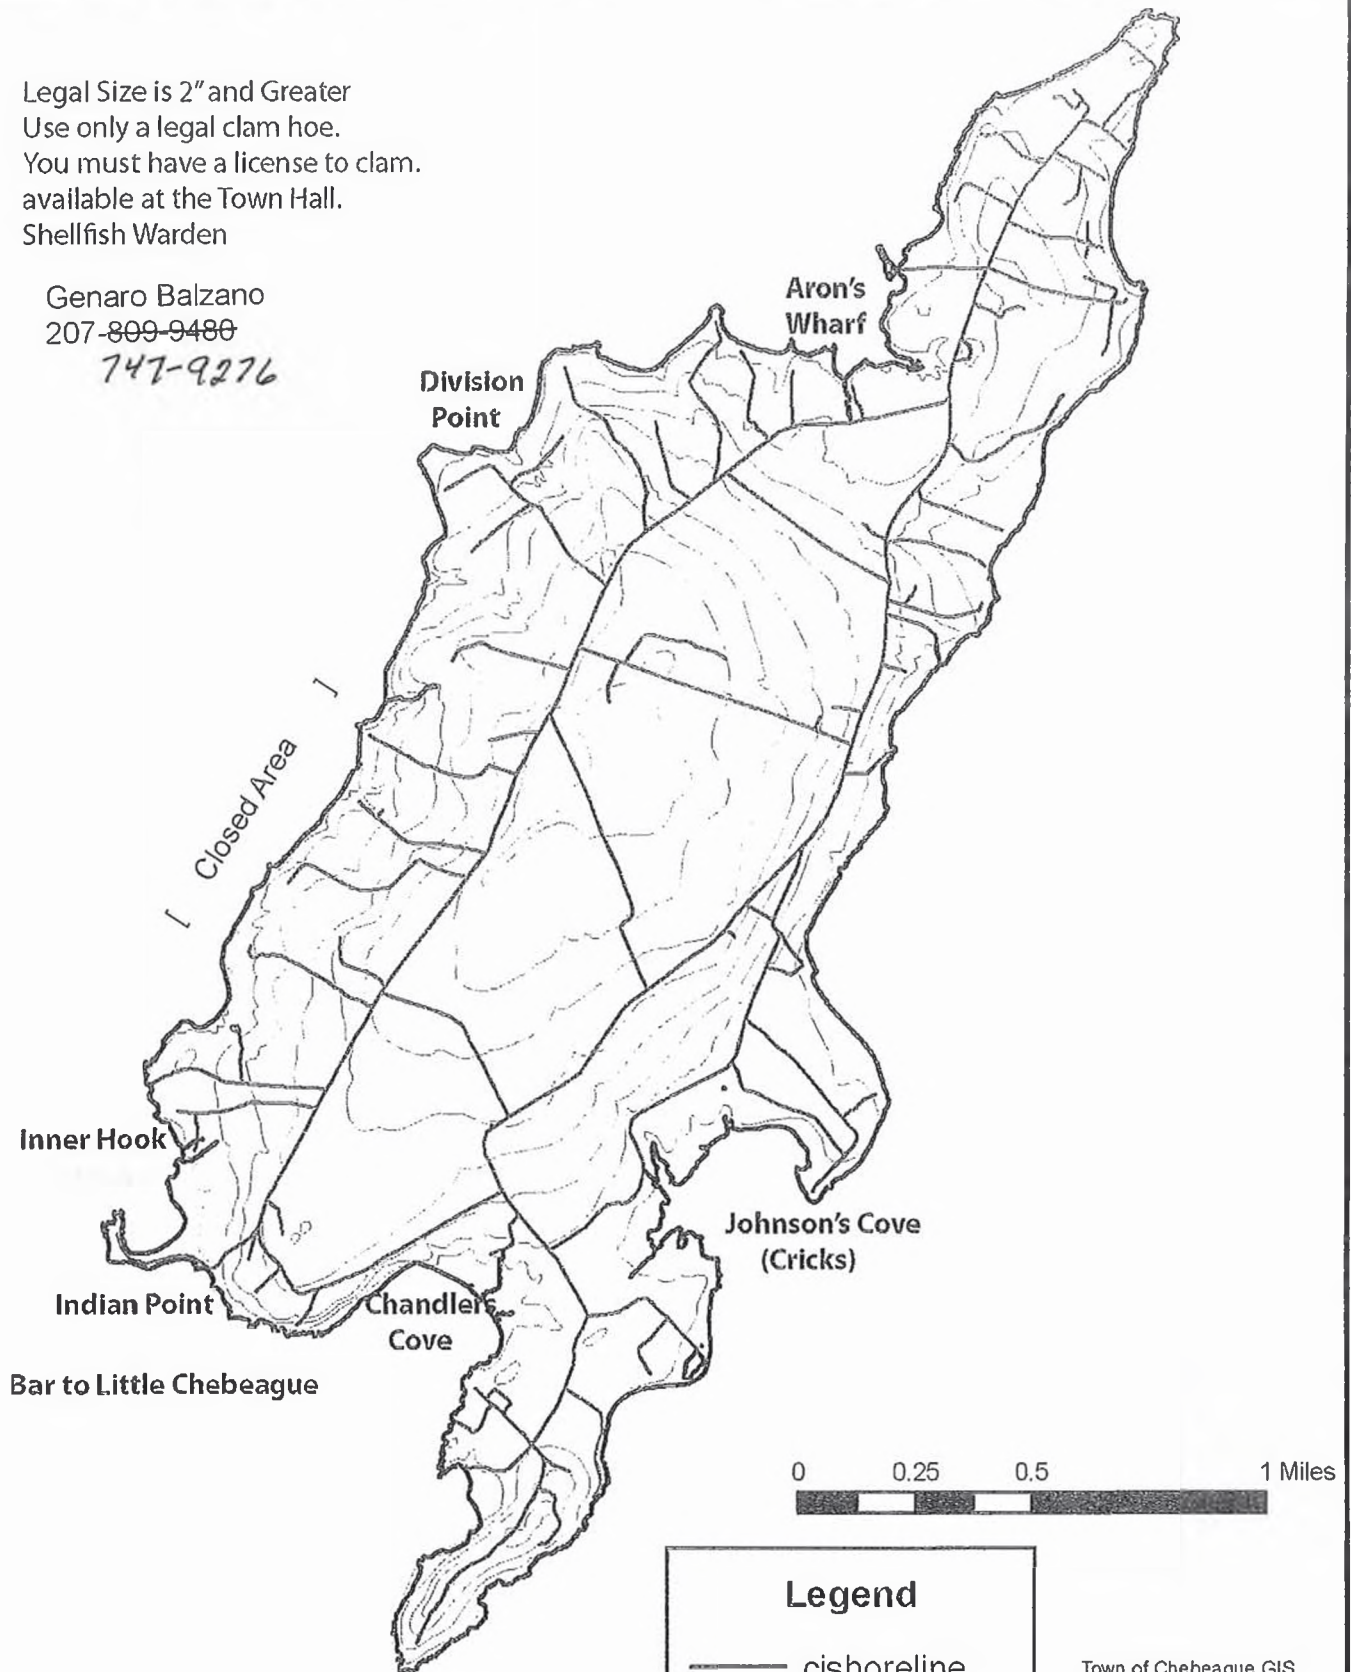 Legal Size is 2" and Greater
Use only a legal clam hoe.
You must have a license to clam.
available at the Town Hall.
Shellfish Warden
Genaro Balzano
207-809-9480
747-9276
Aron's
Wharf
Division
Point
[ Closed Area ]
Inner Hook
Johnson's Cove
(Cricks)
Indian Point
Chandlers
Cove
Bar to Little Chebeague
0 0.25 0.5 1 Miles
Legend
cishoreline
Town of Chebeague GIS